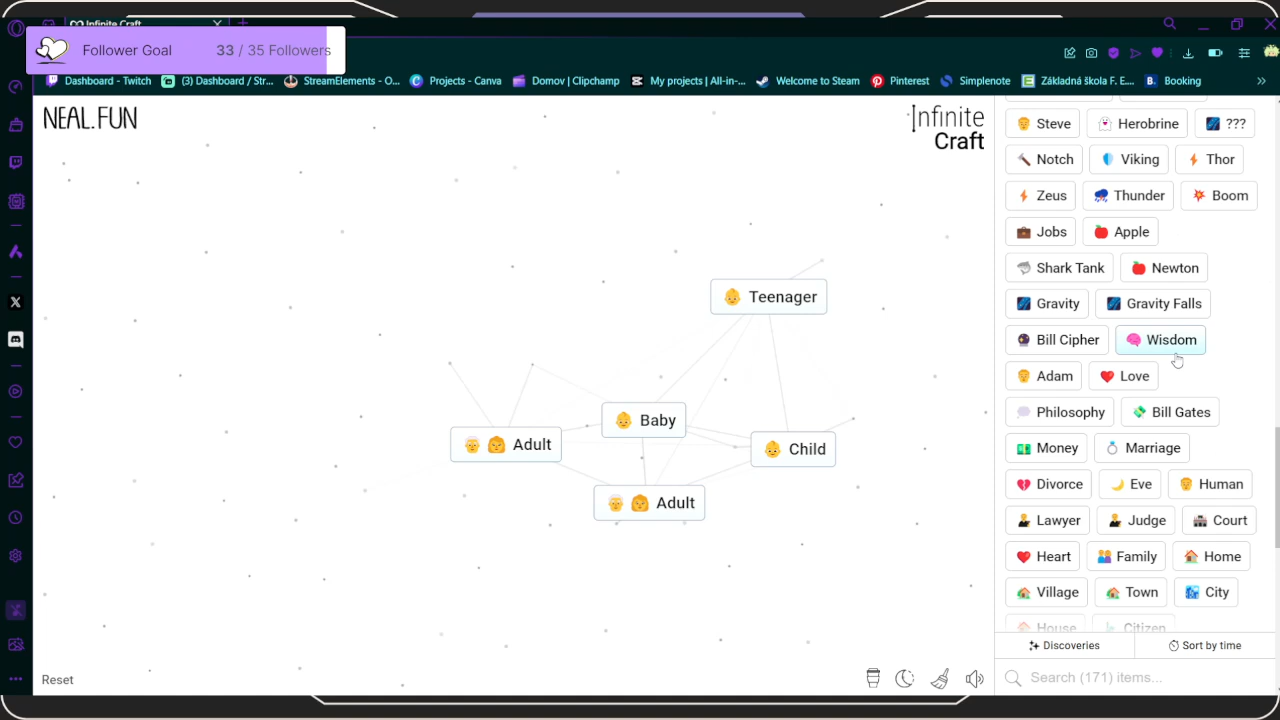 Infinite Craft
Follower Goal 33 / 35 Followers
Dashboard - Twitch (3) Dashboard / Str... StreamElements - O... Projects - Canva Domov | Clipchamp My projects | All-in-... Welcome to Steam Pinterest Simplenote Základná škola F. E... Booking
NEAL.FUN
Infinite
Craft
Steve Herobrine ???
Notch Viking Thor
Zeus Thunder Boom
Jobs Apple
Shark Tank Newton
Gravity Gravity Falls
Bill Cipher Wisdom
Adam Love
Philosophy Bill Gates
Money Marriage
Divorce Eve Human
Lawyer Judge Court
Heart Family Home
Village Town City
House Citizen
Teenager
Baby
Adult
Child
Adult
Discoveries Sort by time
Search (171) items...
Reset